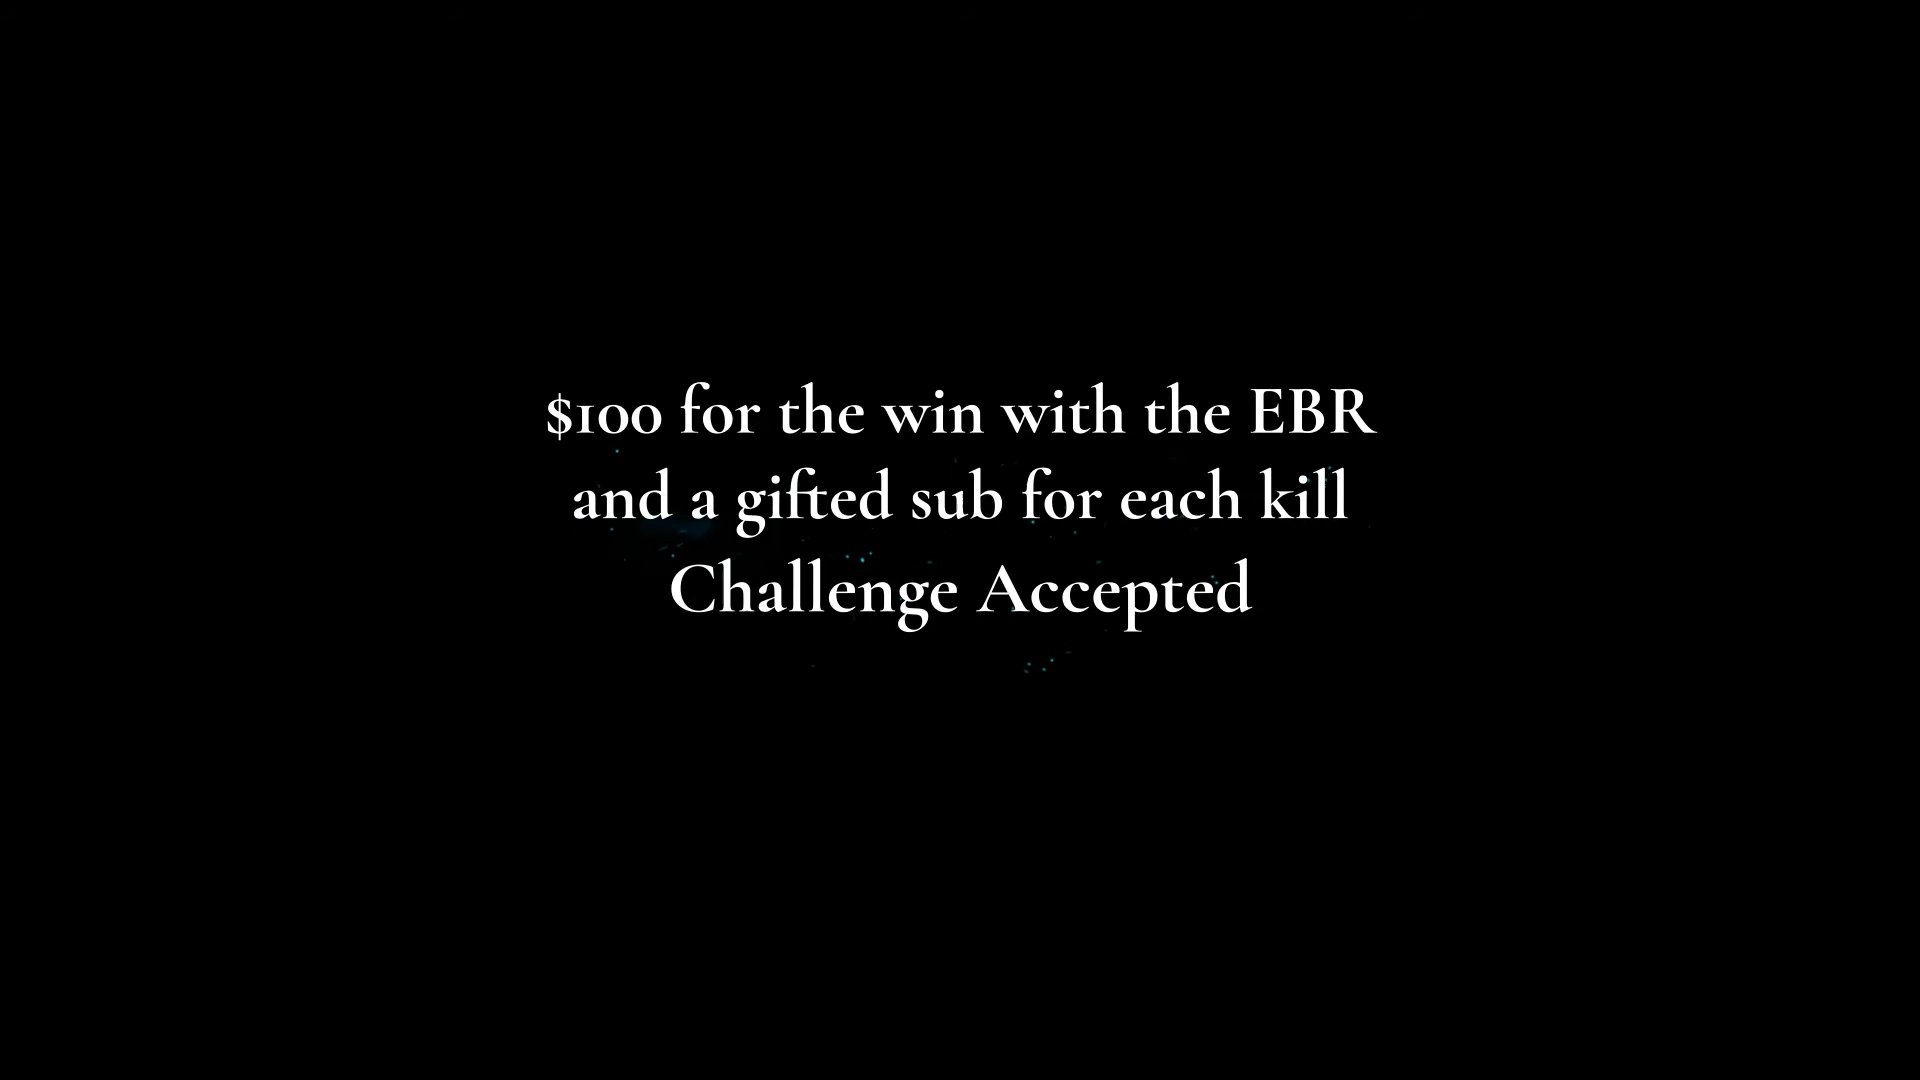 $100 for the win with the EBR
and a gifted sub for each kill
Challenge Accepted